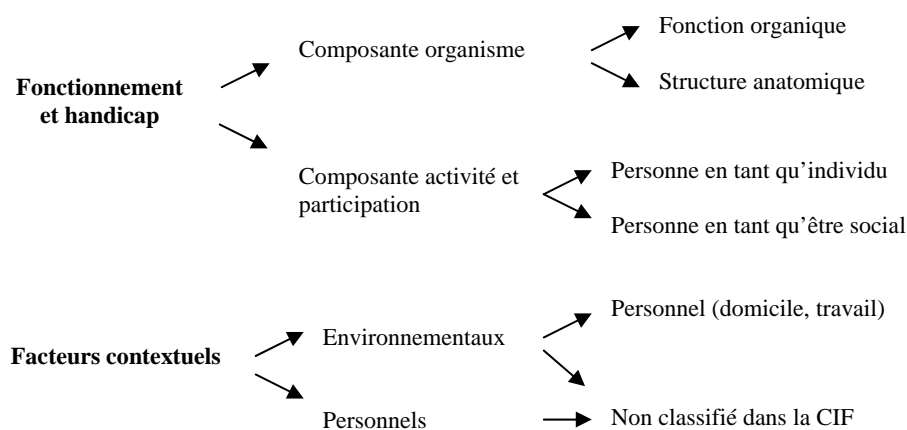 Fonctionnement
et handicap
Composante organisme
Fonction organique
Structure anatomique
Composante activité et
participation
Personne en tant qu’individu
Personne en tant qu’être social
Facteurs contextuels
Environnementaux
Personnel (domicile, travail)
Personnels
Non classifié dans la CIF